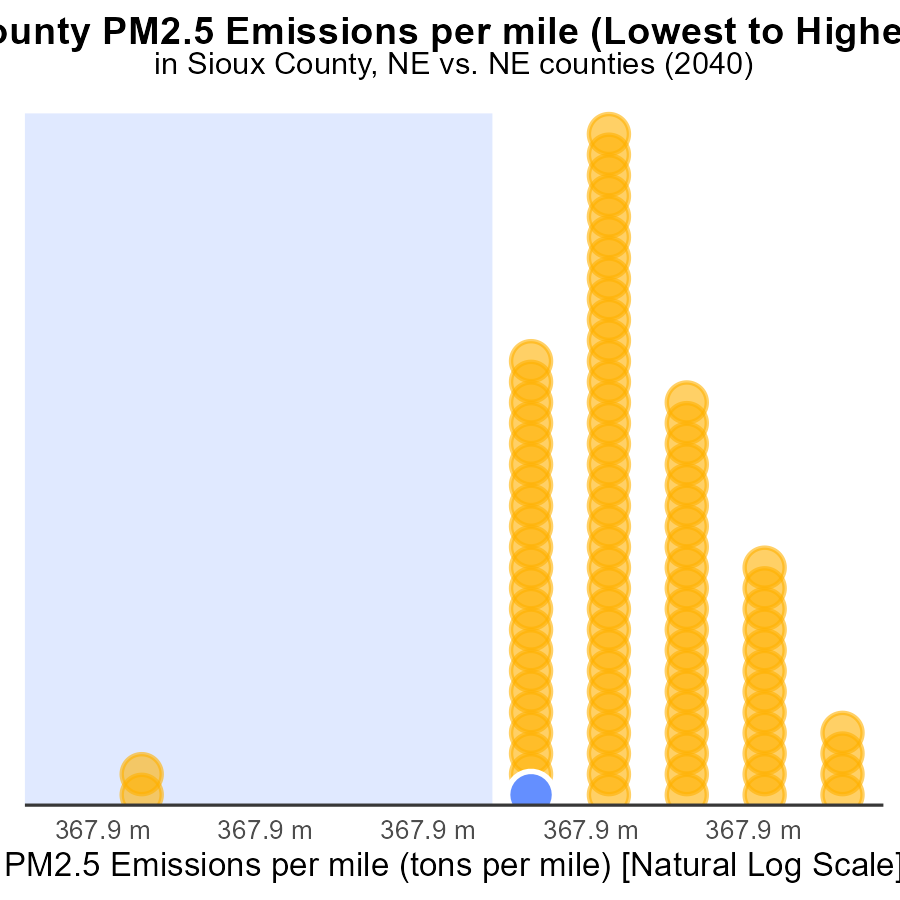 ounty PM2.5 Emissions per mile (Lowest to Highe
in Sioux County, NE vs. NE counties (2040)
367.9 m 367.9 m 367.9 m 367.9 m 367.9 m
PM2.5 Emissions per mile (tons per mile) [Natural Log Scale]